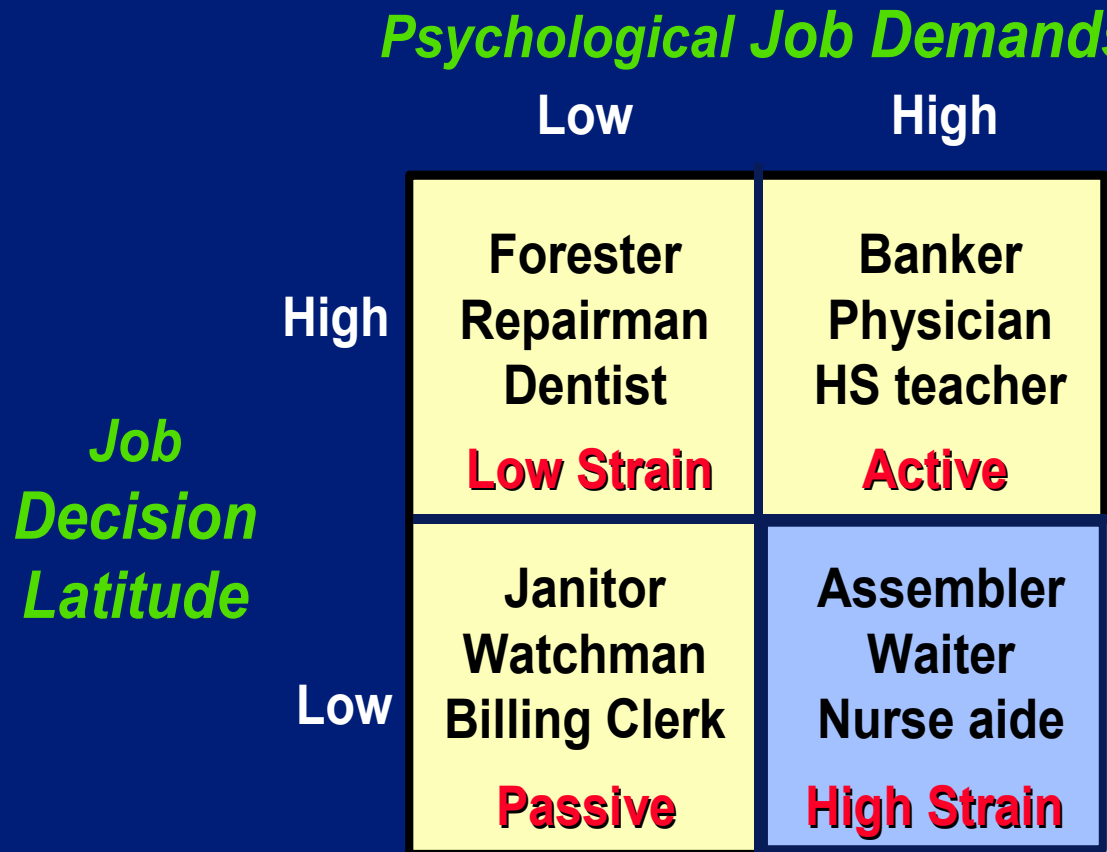 Psychological Job Demands
Low High
High
Forester
Repairman
Dentist
Low Strain
Banker
Physician
HS teacher
Active
Job
Decision
Latitude
Low
Janitor
Watchman
Billing Clerk
Passive
Assembler
Waiter
Nurse aide
High Strain